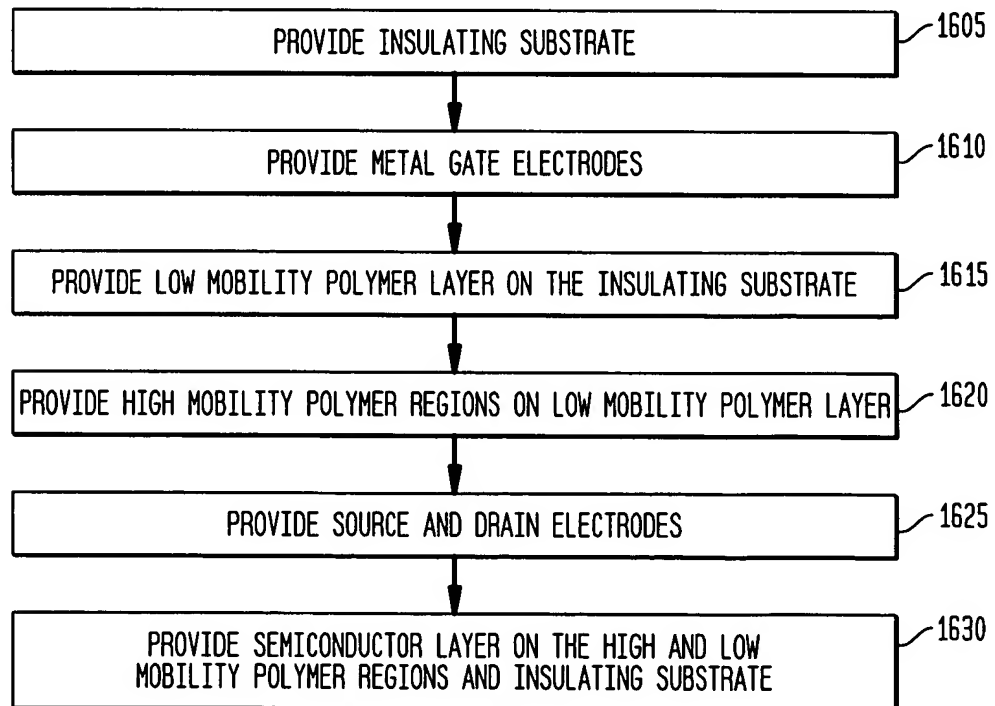 PROVIDE INSULATING SUBSTRATE
1605
PROVIDE METAL GATE ELECTRODES
1610
PROVIDE LOW MOBILITY POLYMER LAYER ON THE INSULATING SUBSTRATE
1615
PROVIDE HIGH MOBILITY POLYMER REGIONS ON LOW MOBILITY POLYMER LAYER
1620
PROVIDE SOURCE AND DRAIN ELECTRODES
1625
PROVIDE SEMICONDUCTOR LAYER ON THE HIGH AND LOW
MOBILITY POLYMER REGIONS AND INSULATING SUBSTRATE
1630